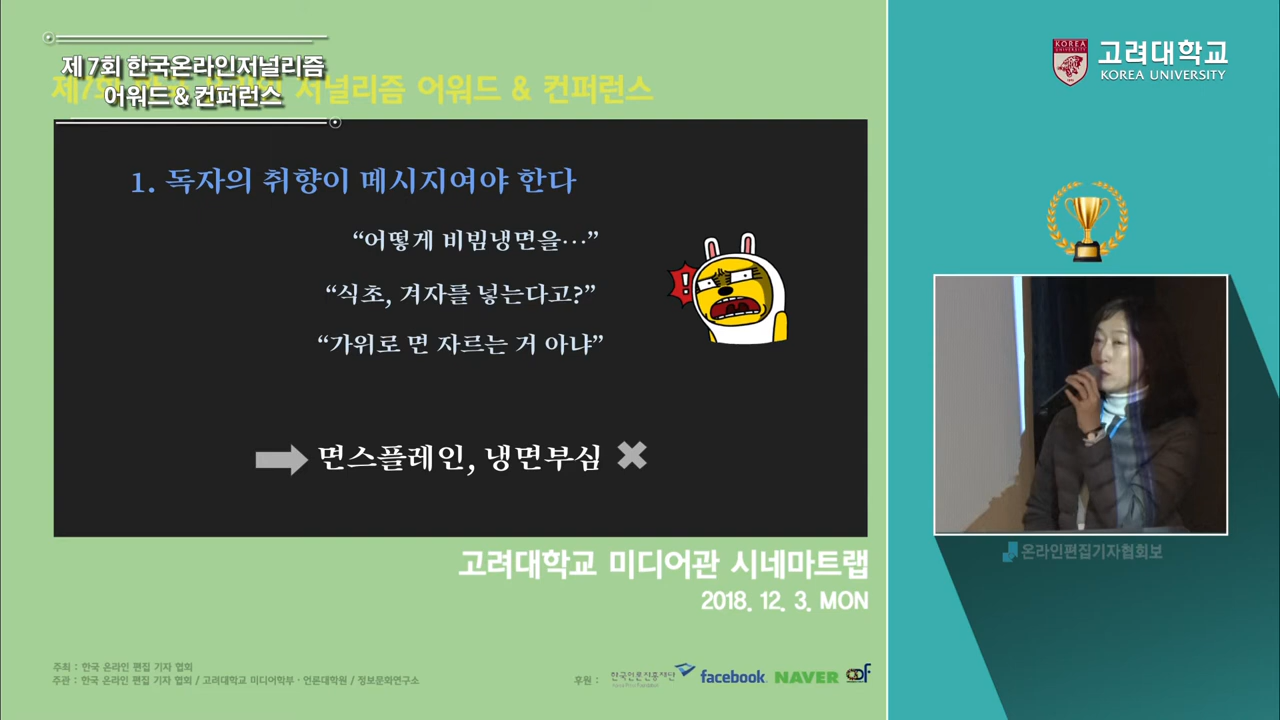 제 7회 한국온라인저널리즘
어워드 & 컨퍼런스
저널리즘 어워드 & 컨퍼런스
고려대학교
KOREA UNIVERSITY
KOREA
1. 독자의 취향이 메시지여야 한다
“어떻게 비빔냉면을…”
“식초, 겨자를 넣는다고?”
“가위로 면 자르는 거 아냐”
!
면스플레인, 냉면부심
고려대학교 미디어관 시네마트랩
2018. 12. 3. MON
온라인편집기자협회보
주최 : 한국 온라인 편집 기자 협회
주관 : 한국 온라인 편집 기자 협회 / 고려대학교 미디어학부 · 언론대학원 / 정보문화연구소
후원 :
한국언론진흥재단
facebook
NAVER